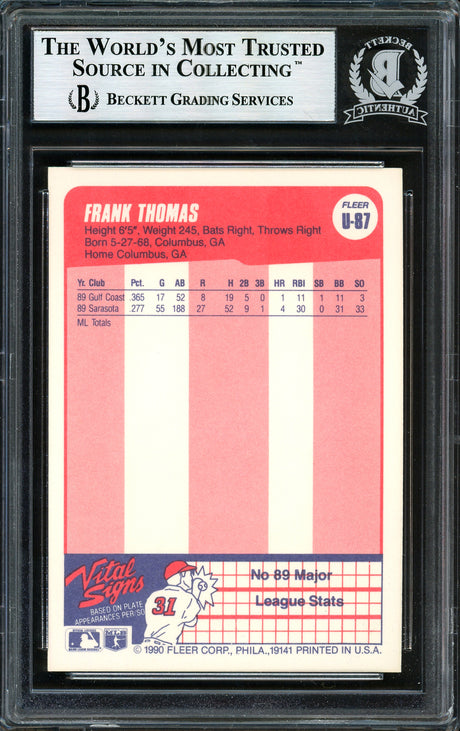 THE WORLD'S MOST TRUSTED
SOURCE IN COLLECTING™
B BECKETT GRADING SERVICES
BECKETT
B
AUTHENTIC
FRANK THOMAS
FLEER
U-87
Height 6'5", Weight 245, Bats Right, Throws Right
Born 5-27-68, Columbus, GA
Home Columbus, GA
Yr. Club Pct. G AB R H 2B 3B HR RBI SB BB SO
89 Gulf Coast .365 17 52 8 19 5 0 1 11 1 11 3
89 Sarasota .277 55 188 27 52 9 1 4 30 0 31 33
ML Totals
Vital
Signs
BASED ON PLATE
APPEARANCES PER/SO
31
No 89 Major
League Stats
© 1990 FLEER CORP., PHILA., 19141 PRINTED IN U.S.A.